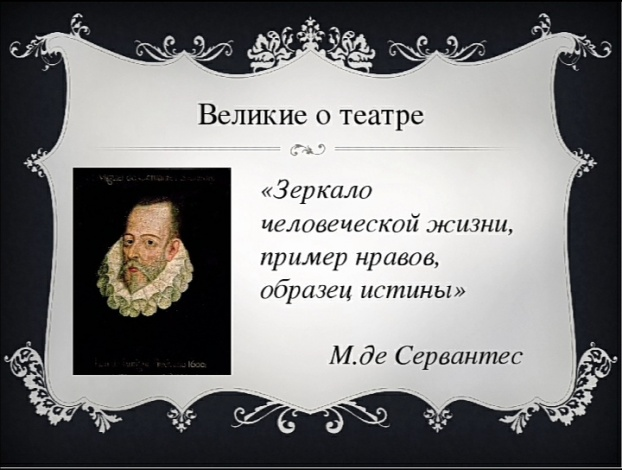 Великие о театре
«Зеркало
человеческой жизни,
пример нравов,
образец истины»
М.де Сервантес